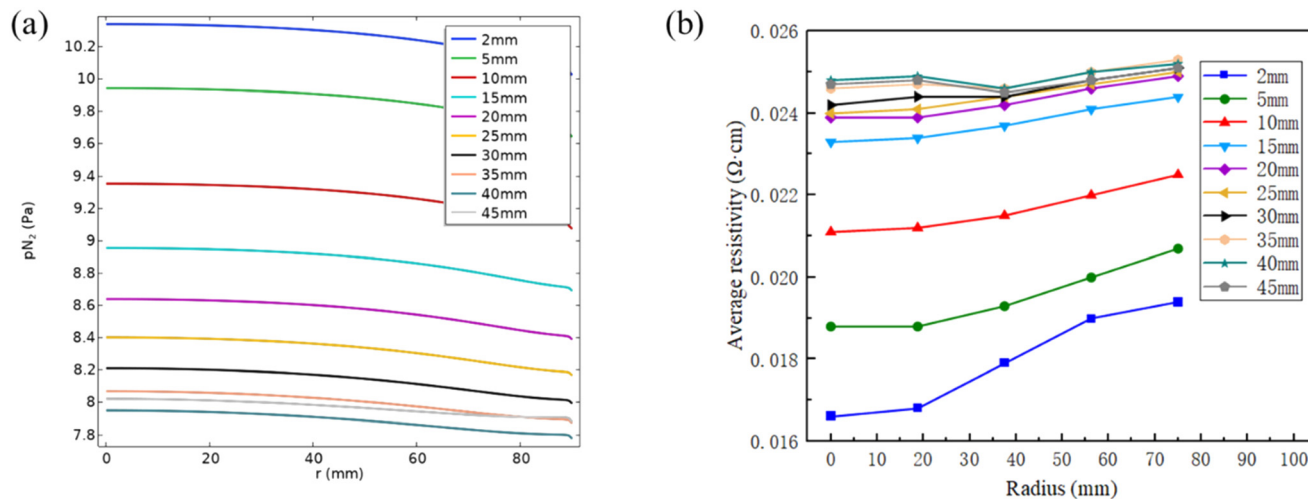 (a)
10.2
10
9.8
9.6
9.4
9.2
9
8.8
8.6
8.4
8.2
8
7.8
pN₂ (Pa)
0
20
40
60
80
r (mm)
2mm
5mm
10mm
15mm
20mm
25mm
30mm
35mm
40mm
45mm
(b)
0.026
0.024
0.022
0.020
0.018
0.016
Average resistivity (Ω·cm)
0 10 20 30 40 50 60 70 80 90 100
Radius (mm)
2mm
5mm
10mm
15mm
20mm
25mm
30mm
35mm
40mm
45mm